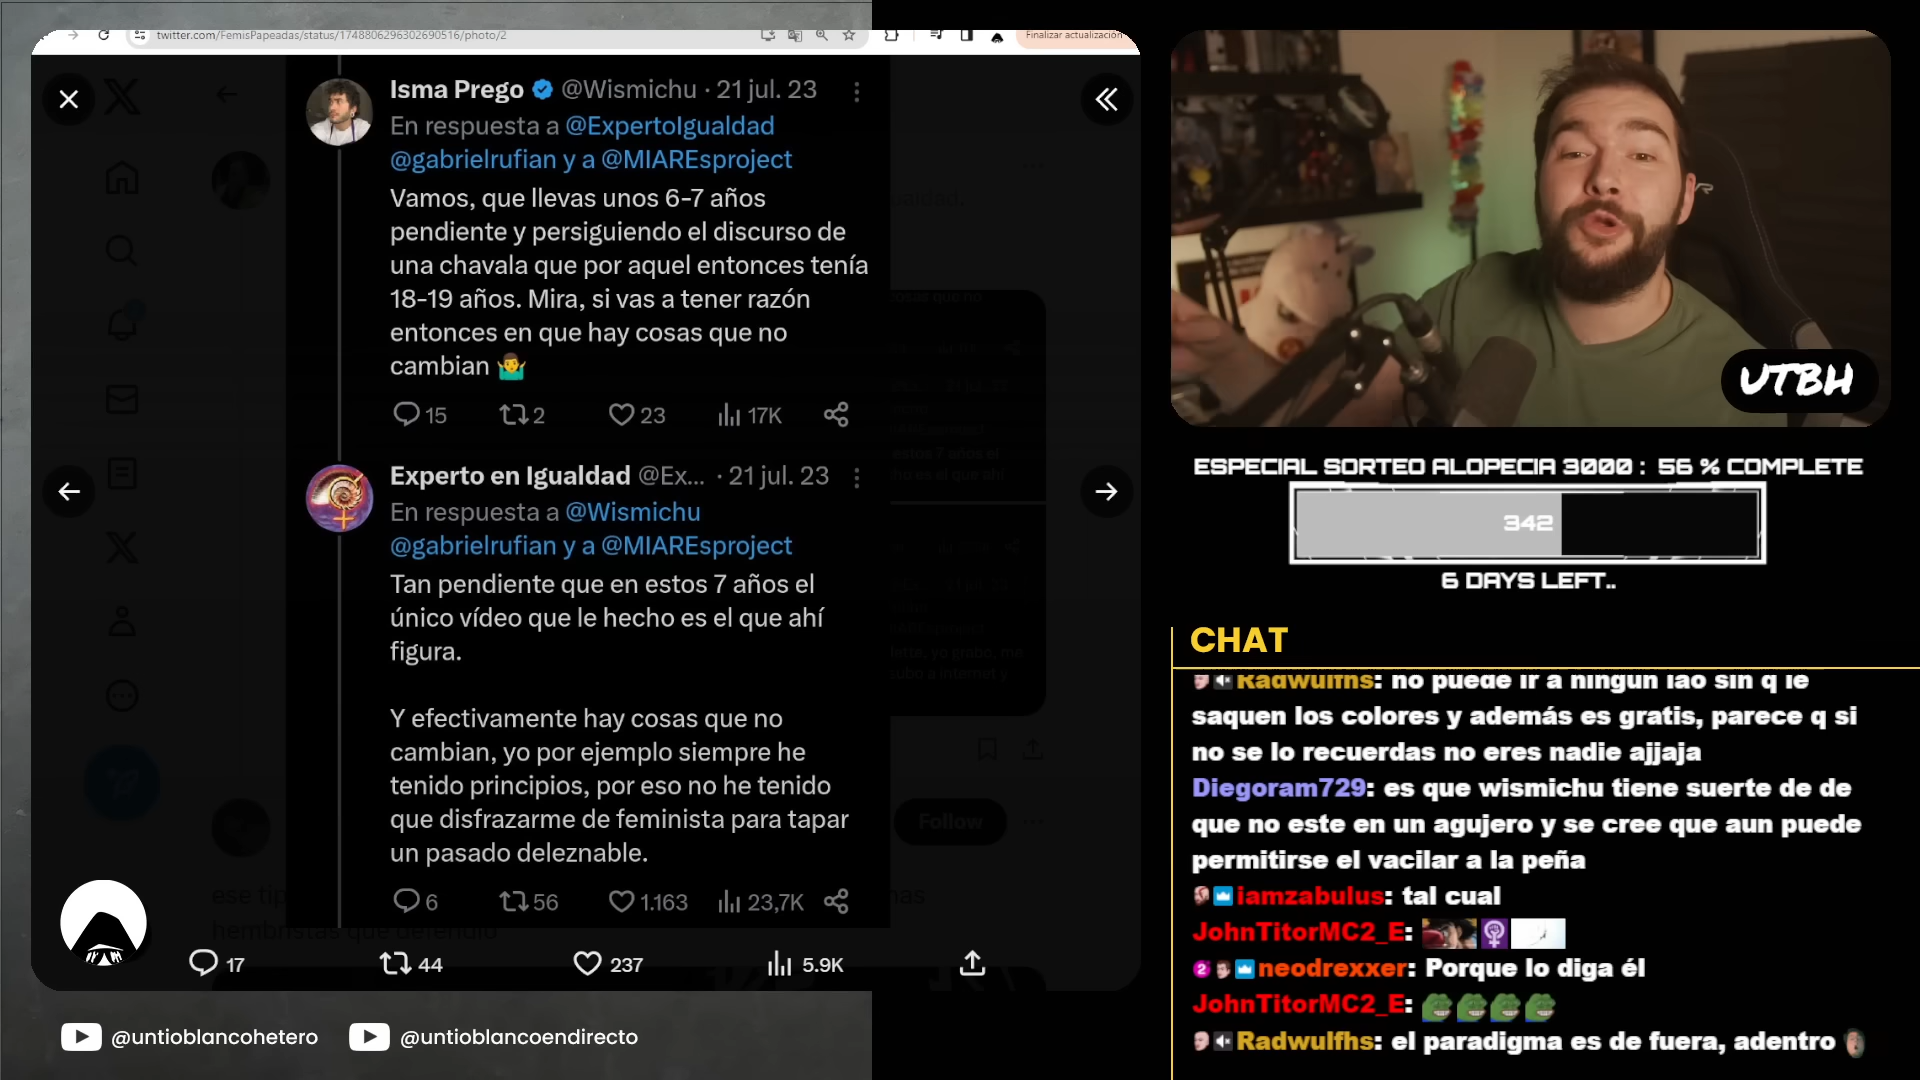 twitter.com/FemisPapeadas/status/1748806296302690516/photo/2
Finalizar actualización
Isma Prego @Wismichu · 21 jul. 23
En respuesta a @ExpertoIgualdad
@gabrielrufian y a @MIAREsproject
Vamos, que llevas unos 6-7 años
pendiente y persiguiendo el discurso de
una chavala que por aquel entonces tenía
18-19 años. Mira, si vas a tener razón
entonces en que hay cosas que no
cambian 🤷‍♂️
15 2 23 17K
Experto en Igualdad @Ex... · 21 jul. 23
En respuesta a @Wismichu
@gabrielrufian y a @MIAREsproject
Tan pendiente que en estos 7 años el
único vídeo que le hecho es el que ahí
figura.
Y efectivamente hay cosas que no
cambian, yo por ejemplo siempre he
tenido principios, por eso no he tenido
que disfrazarme de feminista para tapar
un pasado deleznable.
6 56 1.163 23,7K
Follow
17 44 237 5.9K
@untioblancohetero @untioblancoendirecto
UTBH
ESPECIAL SORTEO ALOPECIA 3000 : 56 % COMPLETE
342
6 DAYS LEFT..
CHAT
Radwulfhs: no puede ir a ningun lao sin q le
saquen los colores y además es gratis, parece q si
no se lo recuerdas no eres nadie ajjaja
Diegoram729: es que wismichu tiene suerte de de
que no este en un agujero y se cree que aun puede
permitirse el vacilar a la peña
iamzabulus: tal cual
JohnTitorMC2_E:
2 neodrexxer: Porque lo diga él
JohnTitorMC2_E:
Radwulfhs: el paradigma es de fuera, adentro